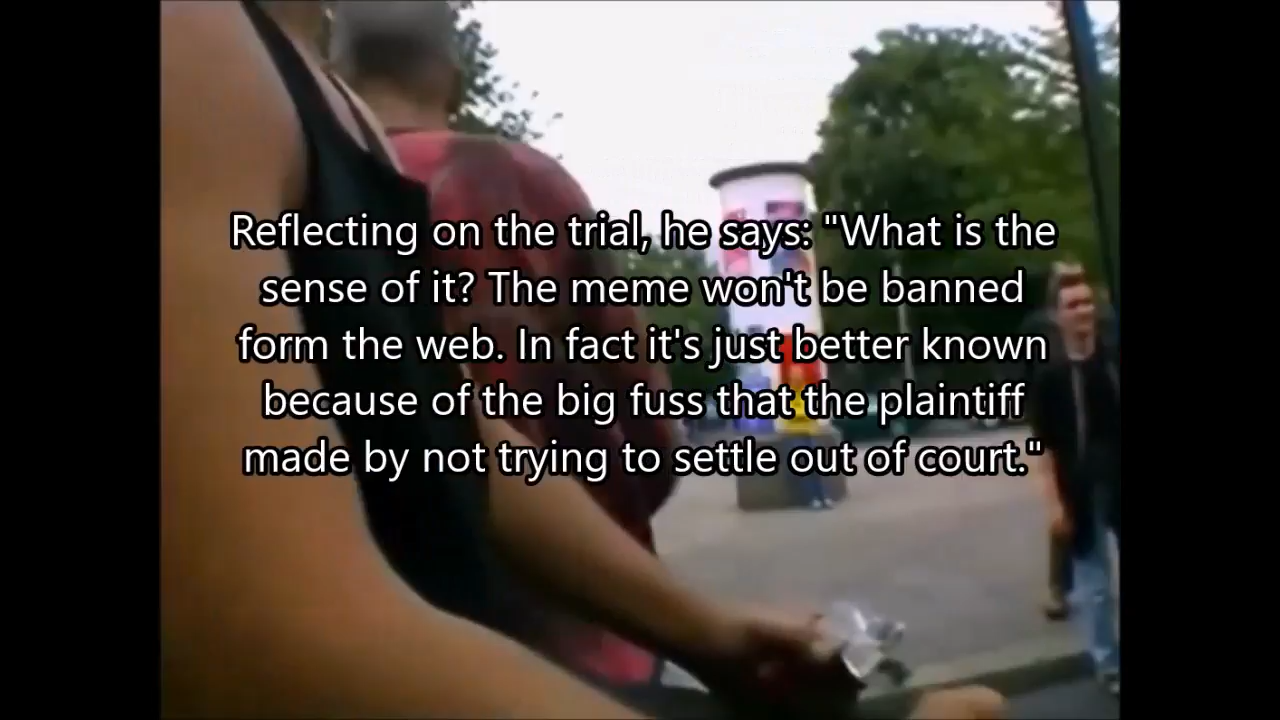 Reflecting on the trial, he says: "What is the
sense of it? The meme won't be banned
form the web. In fact it's just better known
because of the big fuss that the plaintiff
made by not trying to settle out of court."